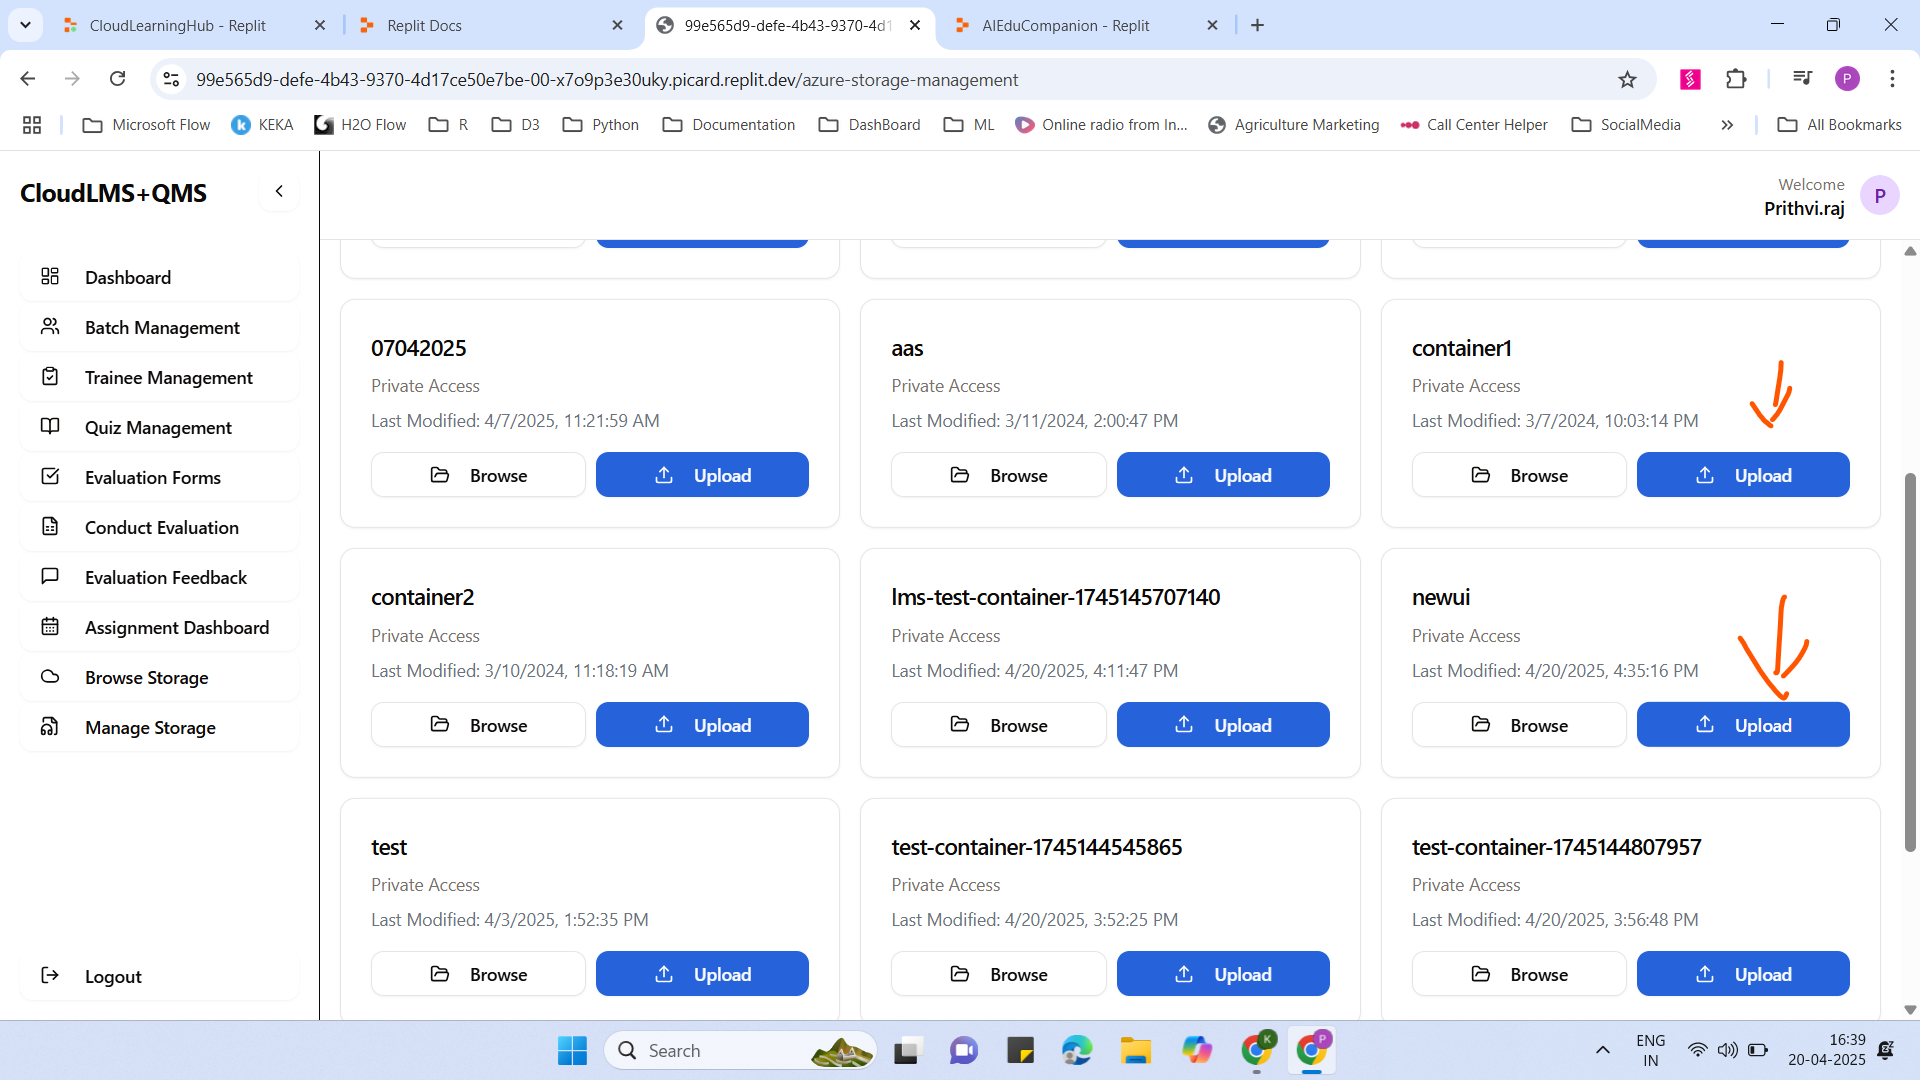 CloudLearningHub - Replit
Replit Docs
99e565d9-defe-4b43-9370-4d1
AIEduCompanion - Replit
99e565d9-defe-4b43-9370-4d17ce50e7be-00-x7o9p3e30uky.picard.replit.dev/azure-storage-management
P
Microsoft Flow
KEKA
H2O Flow
R
D3
Python
Documentation
DashBoard
ML
Online radio from In...
Agriculture Marketing
Call Center Helper
SocialMedia
All Bookmarks
CloudLMS+QMS
Dashboard
Batch Management
Trainee Management
Quiz Management
Evaluation Forms
Conduct Evaluation
Evaluation Feedback
Assignment Dashboard
Browse Storage
Manage Storage
Logout
Welcome
Prithvi.raj
P
07042025
Private Access
Last Modified: 4/7/2025, 11:21:59 AM
Browse
Upload
aas
Private Access
Last Modified: 3/11/2024, 2:00:47 PM
Browse
Upload
container1
Private Access
Last Modified: 3/7/2024, 10:03:14 PM
Browse
Upload
container2
Private Access
Last Modified: 3/10/2024, 11:18:19 AM
Browse
Upload
lms-test-container-1745145707140
Private Access
Last Modified: 4/20/2025, 4:11:47 PM
Browse
Upload
newui
Private Access
Last Modified: 4/20/2025, 4:35:16 PM
Browse
Upload
test
Private Access
Last Modified: 4/3/2025, 1:52:35 PM
Browse
Upload
test-container-1745144545865
Private Access
Last Modified: 4/20/2025, 3:52:25 PM
Browse
Upload
test-container-1745144807957
Private Access
Last Modified: 4/20/2025, 3:56:48 PM
Browse
Upload
Search
K
P
ENG
IN
16:39
20-04-2025